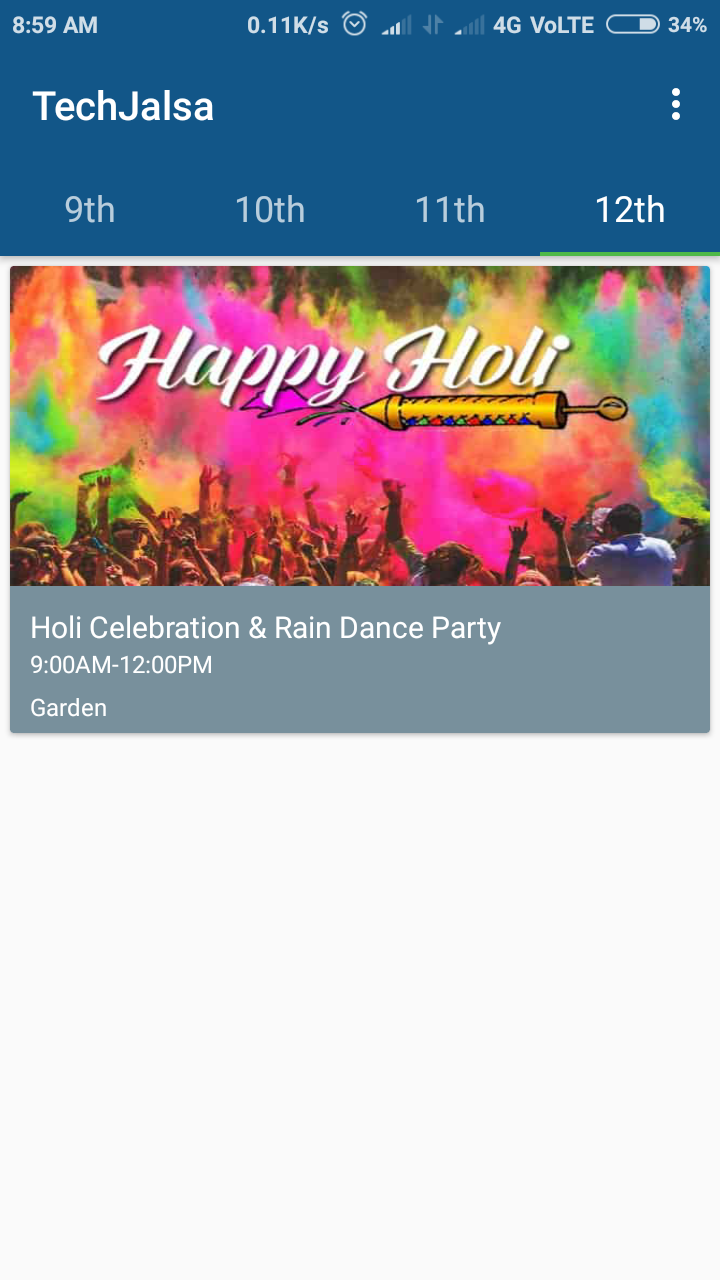 8:59 AM 0.11K/s 4G VoLTE 34%
TechJalsa
9th 10th 11th 12th
Happy Holi
Holi Celebration & Rain Dance Party
9:00AM-12:00PM
Garden